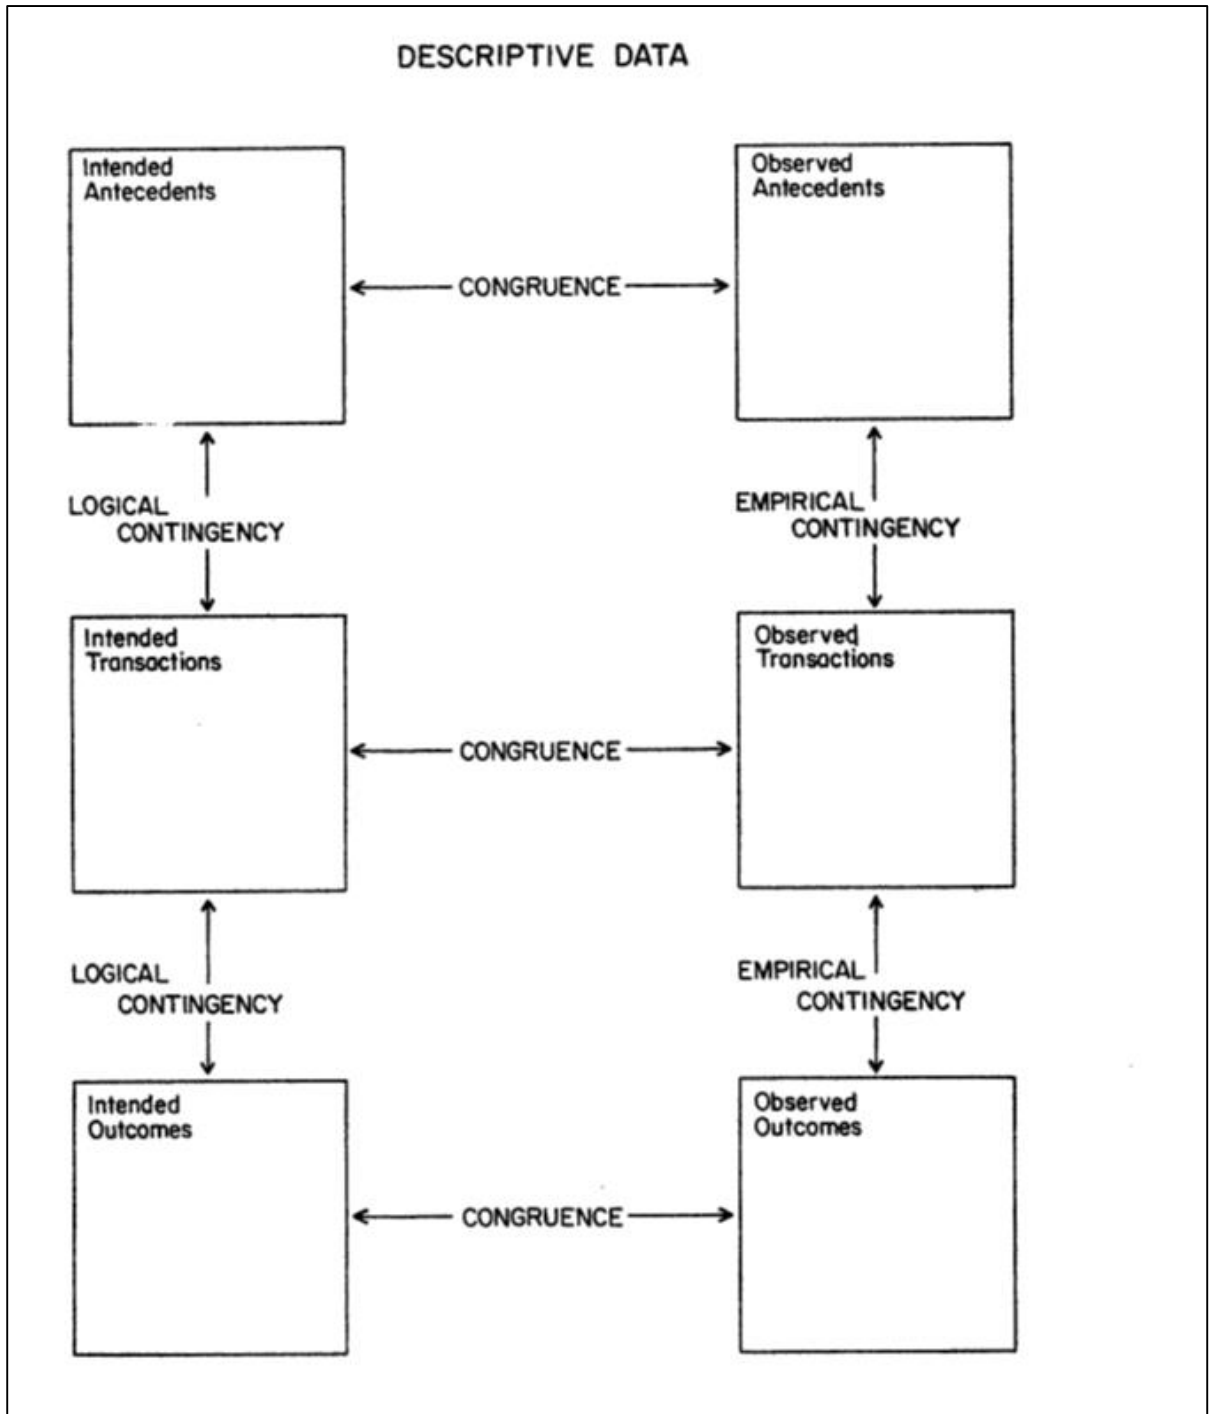 DESCRIPTIVE DATA
Intended
Antecedents
Observed
Antecedents
CONGRUENCE
LOGICAL
CONTINGENCY
EMPIRICAL
CONTINGENCY
Intended
Transactions
Observed
Transactions
CONGRUENCE
LOGICAL
CONTINGENCY
EMPIRICAL
CONTINGENCY
Intended
Outcomes
Observed
Outcomes
CONGRUENCE